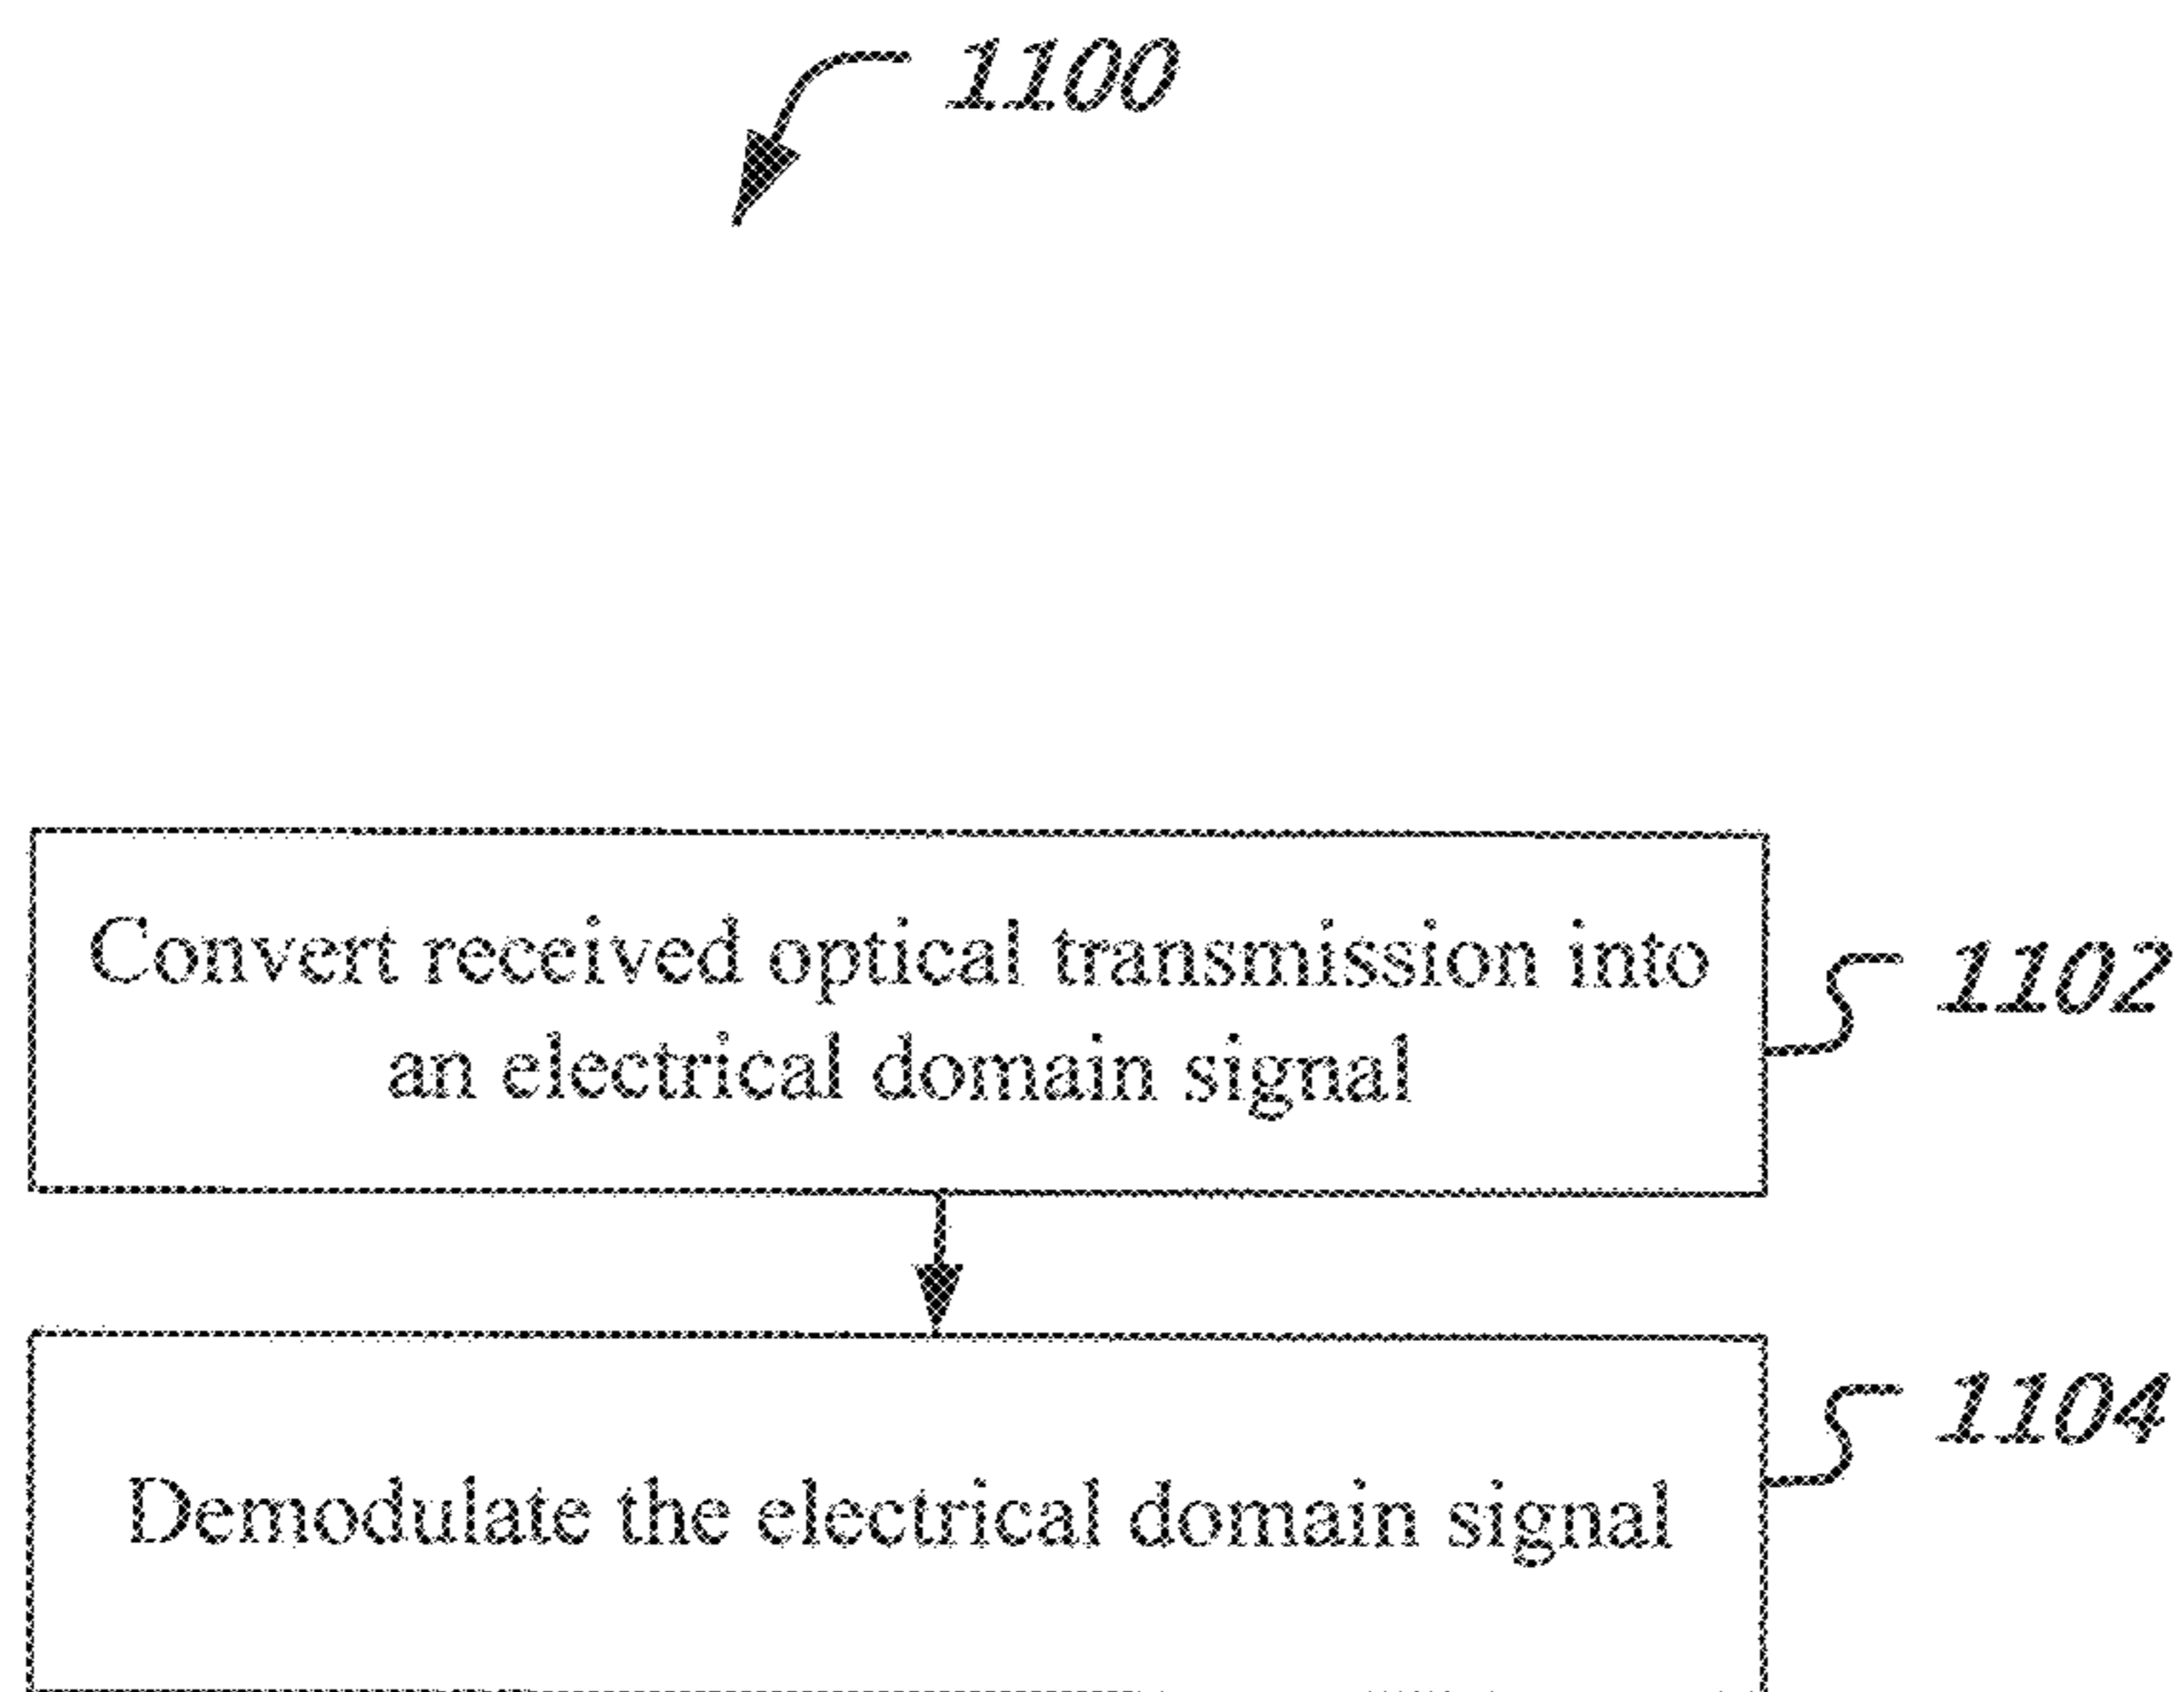 1100
Convert received optical transmission into
an electrical domain signal
1102
Demodulate the electrical domain signal
1104